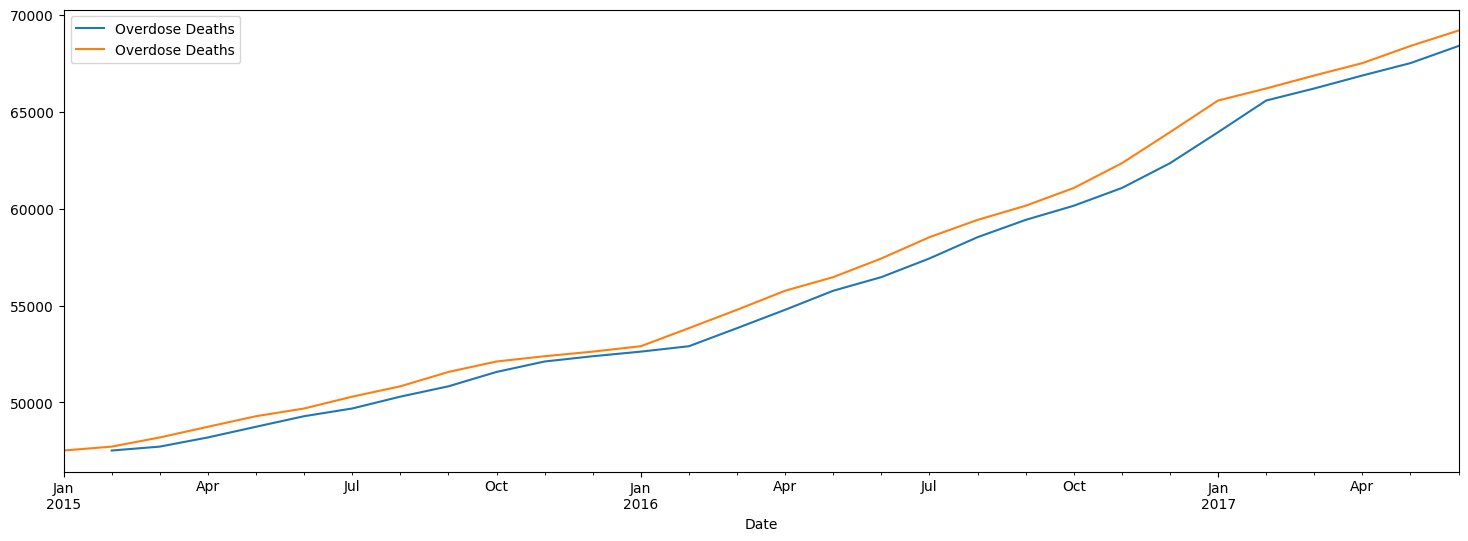 70000
Overdose Deaths
Overdose Deaths
65000
60000
55000
50000
Jan Apr Jul Oct Jan Apr Jul Oct Jan Apr
2015 2016 2017
Date